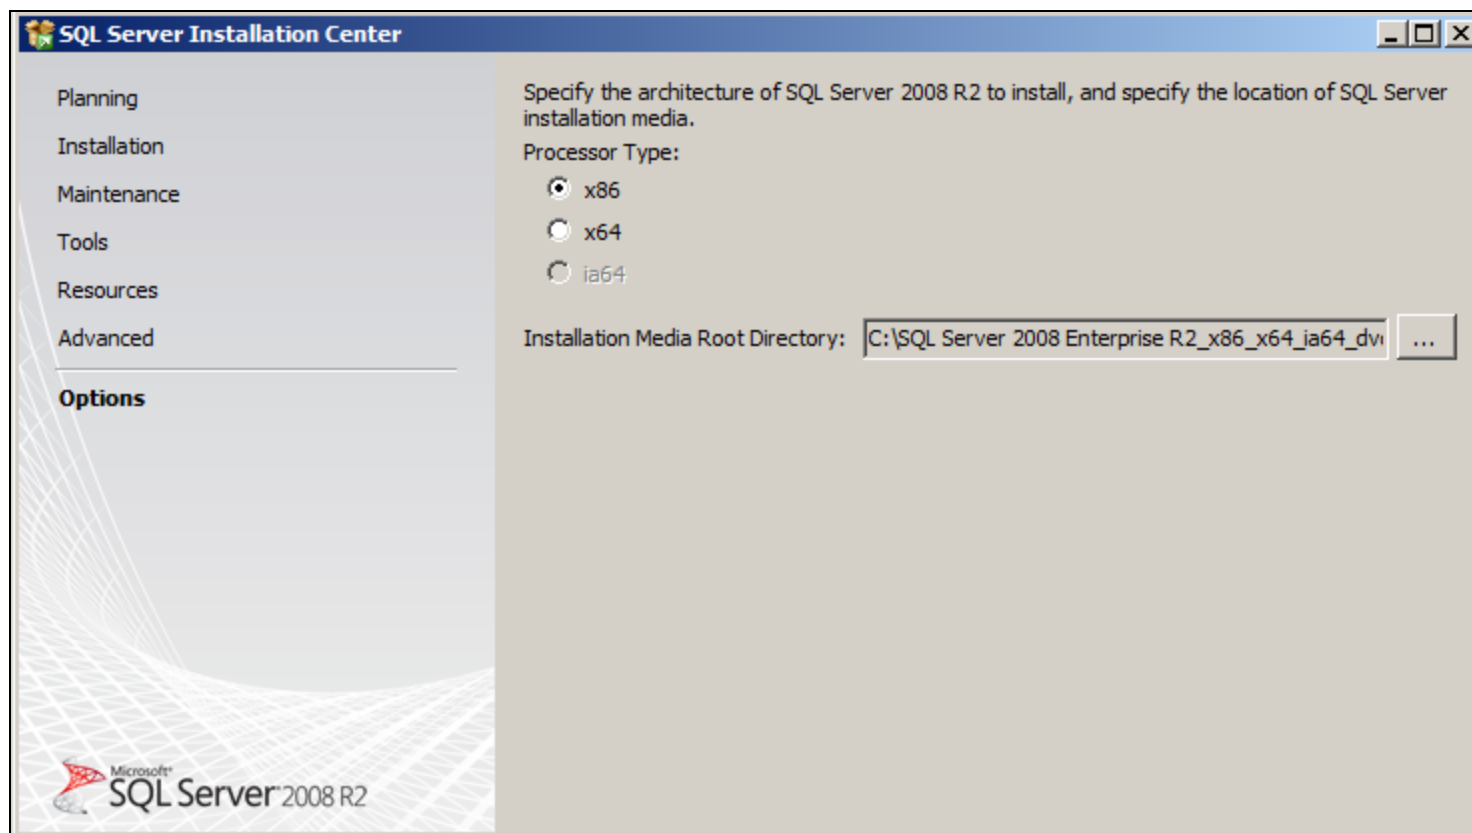 SQL Server Installation Center
Planning
Installation
Maintenance
Tools
Resources
Advanced
Options
Microsoft®
SQL Server® 2008 R2
Specify the architecture of SQL Server 2008 R2 to install, and specify the location of SQL Server
installation media.
Processor Type:
x86
x64
ia64
Installation Media Root Directory: C:\SQL Server 2008 Enterprise R2_x86_x64_ia64_dv ...